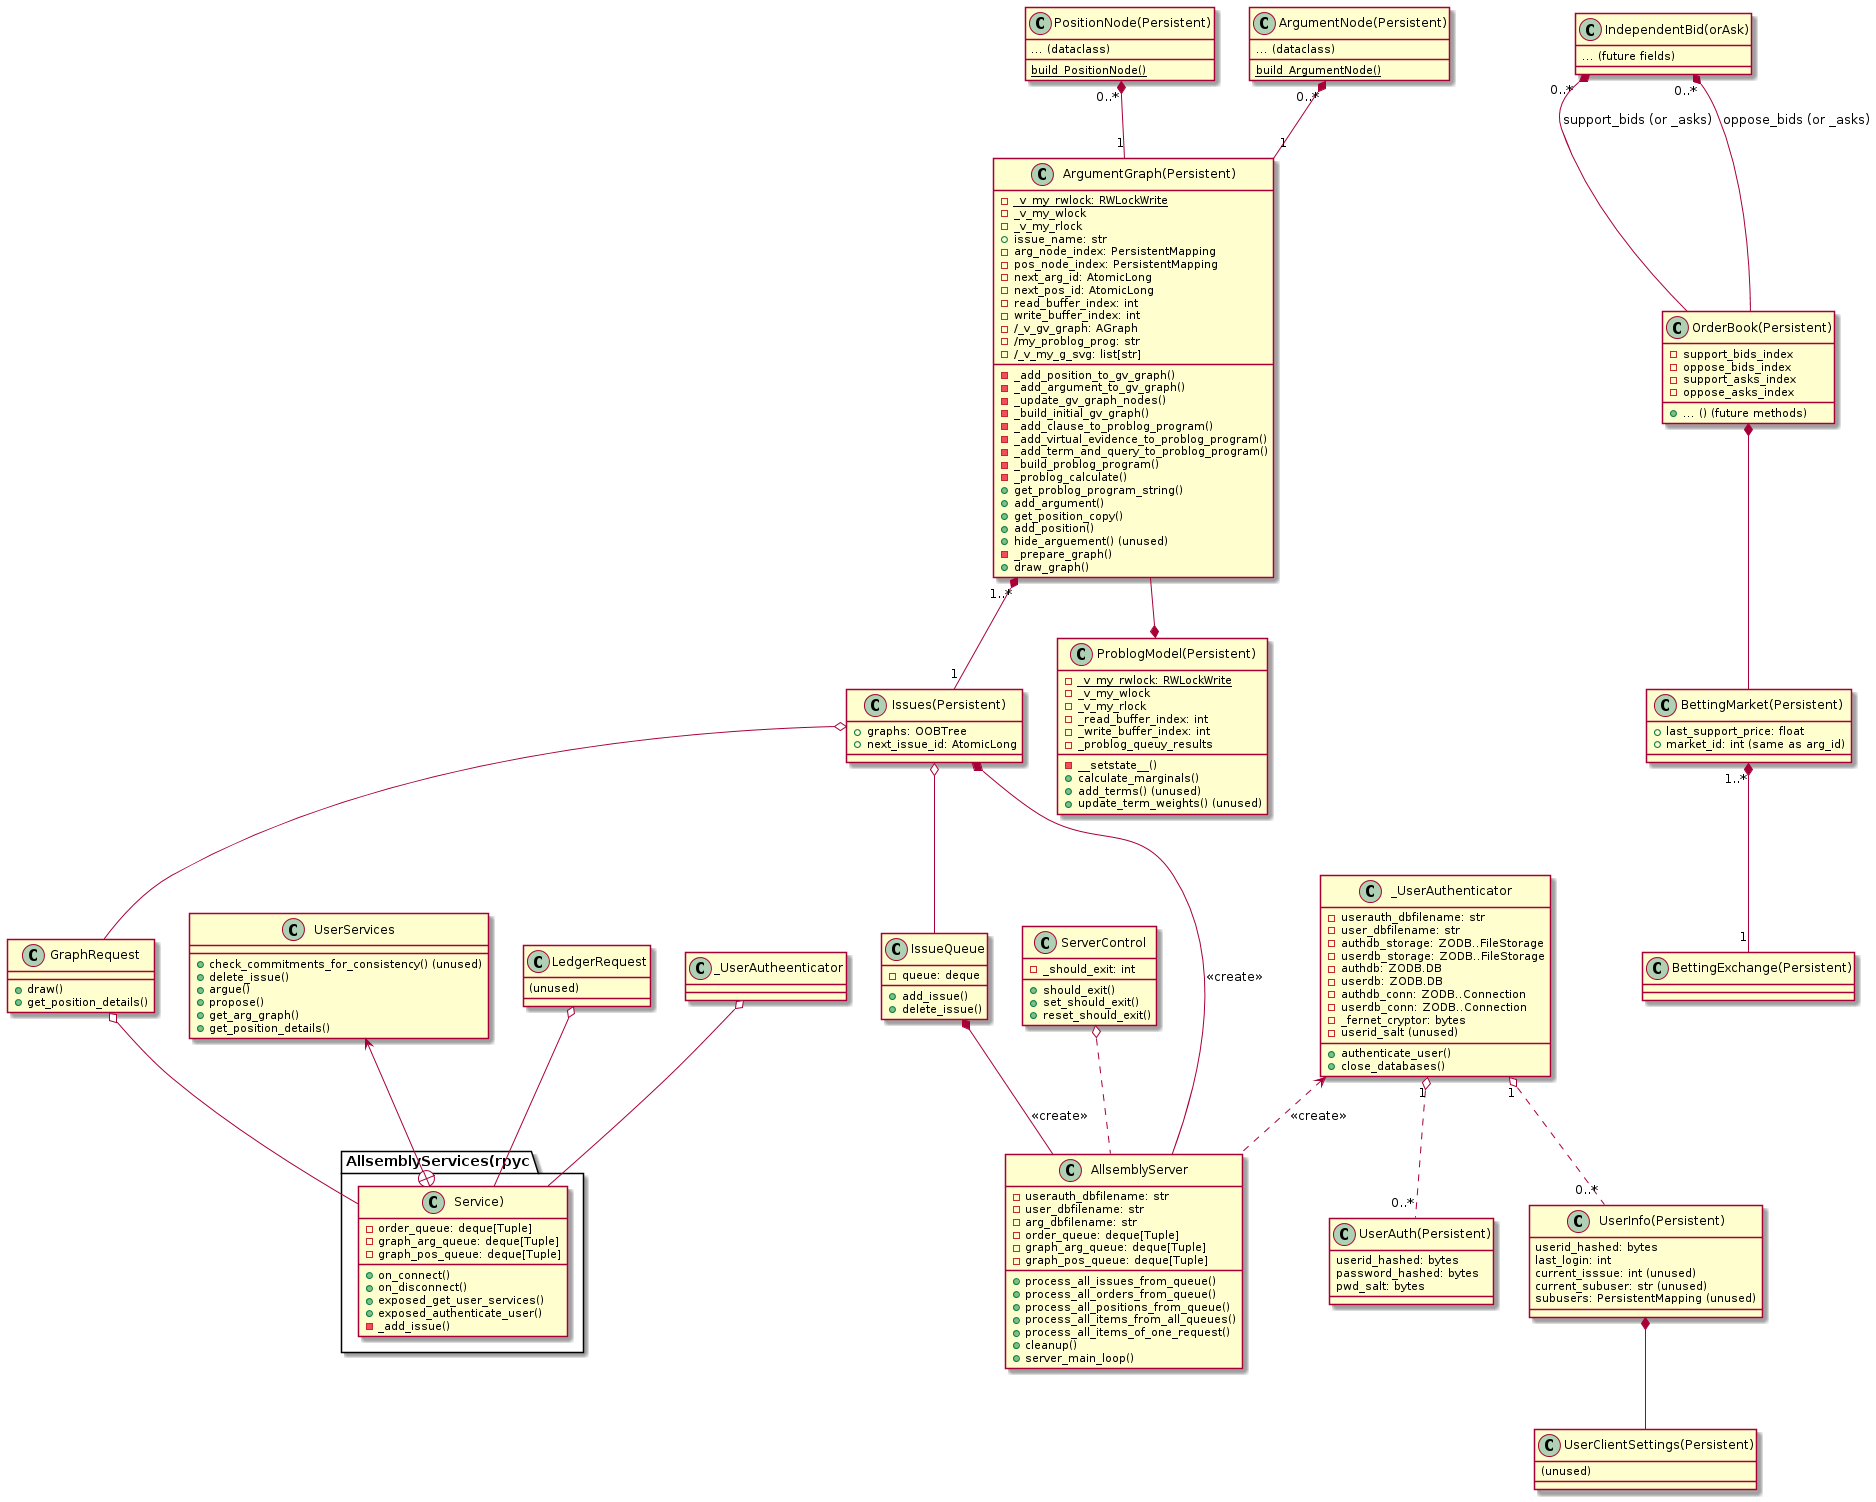 C PositionNode(Persistent)
... (dataclass)
build_PositionNode()
C ArgumentNode(Persistent)
... (dataclass)
build_ArgumentNode()
C IndependentBid(orAsk)
... (future fields)
0..*
0..*
0..*
0..*
support_bids (or _asks)
oppose_bids (or _asks)
1
1
C ArgumentGraph(Persistent)
_v_my_rwlock: RWLockWrite
_v_my_wlock
_v_my_rlock
issue_name: str
arg_node_index: PersistentMapping
pos_node_index: PersistentMapping
next_arg_id: AtomicLong
next_pos_id: AtomicLong
read_buffer_index: int
write_buffer_index: int
/_v_gv_graph: AGraph
/my_problog_prog: str
/_v_my_g_svg: list[str]
_add_position_to_gv_graph()
_add_argument_to_gv_graph()
_update_gv_graph_nodes()
_build_initial_gv_graph()
_add_clause_to_problog_program()
_add_virtual_evidence_to_problog_program()
_add_term_and_query_to_problog_program()
_build_problog_program()
_problog_calculate()
get_problog_program_string()
add_argument()
get_position_copy()
add_position()
hide_arguement() (unused)
_prepare_graph()
draw_graph()
C OrderBook(Persistent)
support_bids_index
oppose_bids_index
support_asks_index
oppose_asks_index
... () (future methods)
1..*
1
C ProblogModel(Persistent)
_v_my_rwlock: RWLockWrite
_v_my_wlock
_v_my_rlock
_read_buffer_index: int
_write_buffer_index: int
_problog_queuy_results
__setstate__()
calculate_marginals()
add_terms() (unused)
update_term_weights() (unused)
C Issues(Persistent)
graphs: OOBTree
next_issue_id: AtomicLong
C BettingMarket(Persistent)
last_support_price: float
market_id: int (same as arg_id)
1..*
1
C GraphRequest
draw()
get_position_details()
C UserServices
check_commitments_for_consistency() (unused)
delete_issue()
argue()
propose()
get_arg_graph()
get_position_details()
C LedgerRequest
(unused)
C _UserAutheenticator
C IssueQueue
queue: deque
add_issue()
delete_issue()
C ServerControl
_should_exit: int
should_exit()
set_should_exit()
reset_should_exit()
«create»
C _UserAuthenticator
userauth_dbfilename: str
user_dbfilename: str
authdb_storage: ZODB..FileStorage
userdb_storage: ZODB..FileStorage
authdb: ZODB.DB
userdb: ZODB.DB
authdb_conn: ZODB..Connection
userdb_conn: ZODB..Connection
_fernet_cryptor: bytes
userid_salt (unused)
authenticate_user()
close_databases()
C BettingExchange(Persistent)
1
1
«create»
«create»
AllsemblyServices(rpyc
C Service)
order_queue: deque[Tuple]
graph_arg_queue: deque[Tuple]
graph_pos_queue: deque[Tuple]
on_connect()
on_disconnect()
exposed_get_user_services()
exposed_authenticate_user()
_add_issue()
C AllsemblyServer
userauth_dbfilename: str
user_dbfilename: str
arg_dbfilename: str
order_queue: deque[Tuple]
graph_arg_queue: deque[Tuple]
graph_pos_queue: deque[Tuple]
process_all_issues_from_queue()
process_all_orders_from_queue()
process_all_positions_from_queue()
process_all_items_from_all_queues()
process_all_items_of_one_request()
cleanup()
server_main_loop()
0..*
0..*
C UserAuth(Persistent)
userid_hashed: bytes
password_hashed: bytes
pwd_salt: bytes
C UserInfo(Persistent)
userid_hashed: bytes
last_login: int
current_isssue: int (unused)
current_subuser: str (unused)
subusers: PersistentMapping (unused)
C UserClientSettings(Persistent)
(unused)